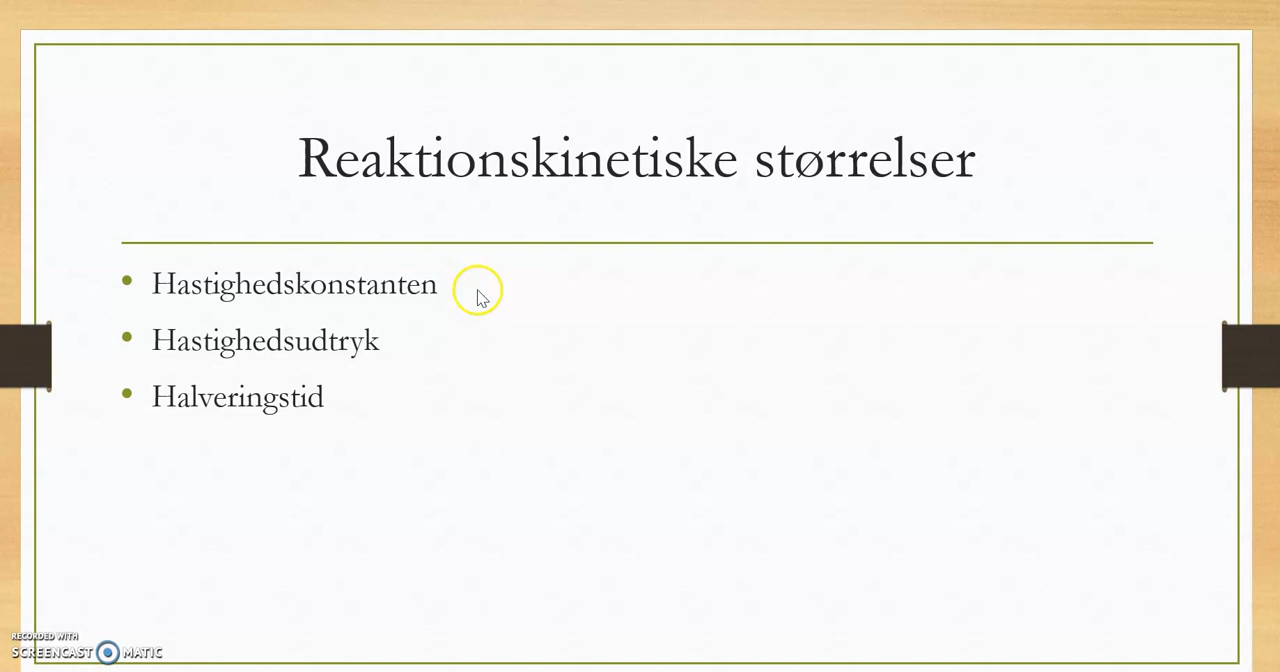 Reaktionskinetiske størrelser
Hastighedskonstanten
Hastighedsudtryk
Halveringstid
RECORDED WITH
SCREENCAST MATIC